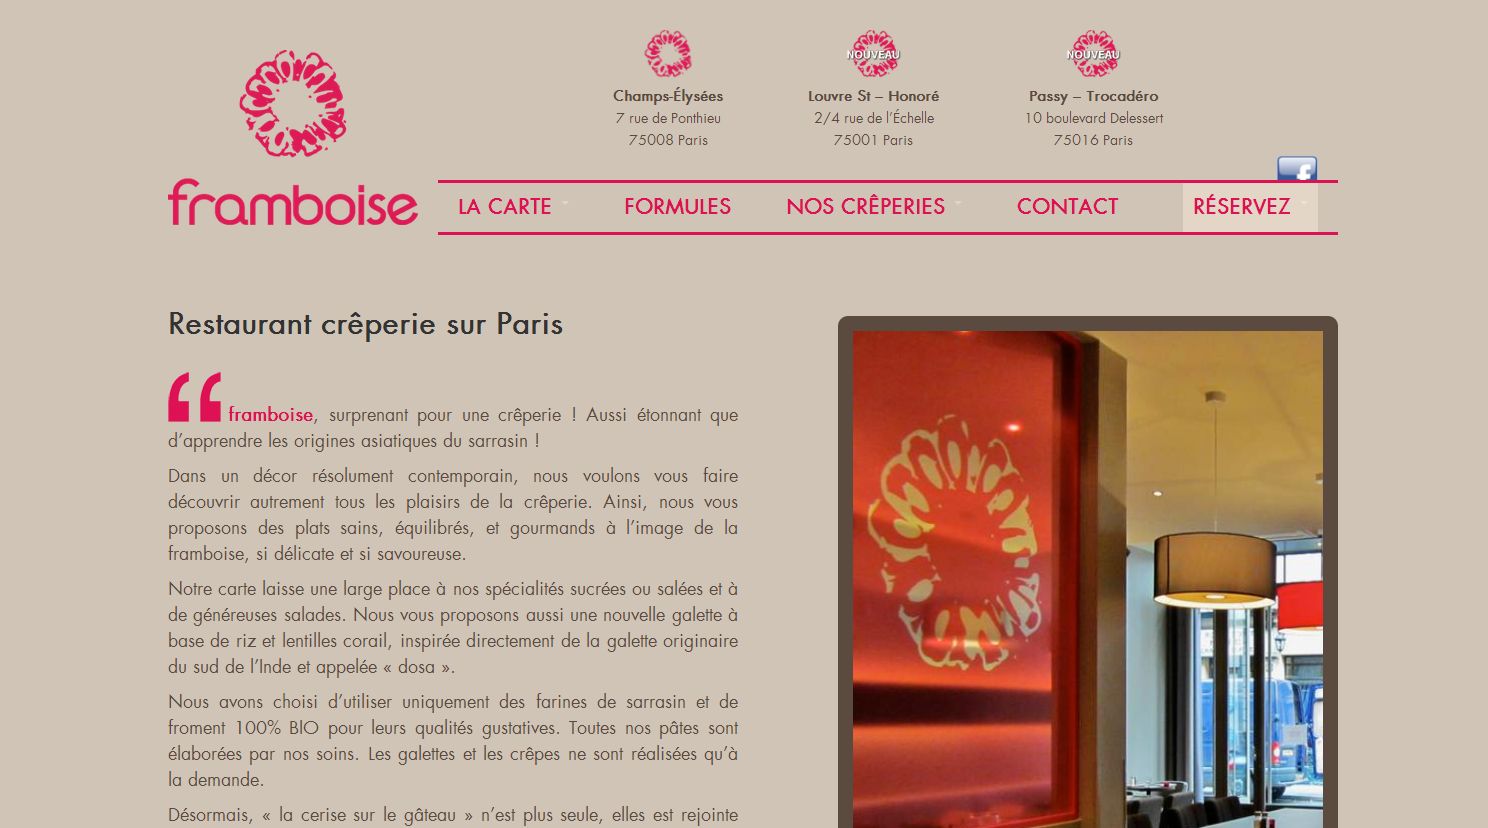 NOUVEAU
NOUVEAU
Champs-Élysées
7 rue de Ponthieu
75008 Paris
Louvre St – Honoré
2/4 rue de l'Échelle
75001 Paris
Passy – Trocadéro
10 boulevard Delessert
75016 Paris
framboise
f
LA CARTE
FORMULES
NOS CRÊPERIES
CONTACT
RÉSERVEZ
Restaurant crêperie sur Paris
“ framboise, surprenant pour une crêperie ! Aussi étonnant que
d'apprendre les origines asiatiques du sarrasin !
Dans un décor résolument contemporain, nous voulons vous faire
découvrir autrement tous les plaisirs de la crêperie. Ainsi, nous vous
proposons des plats sains, équilibrés, et gourmands à l'image de la
framboise, si délicate et si savoureuse.
Notre carte laisse une large place à nos spécialités sucrées ou salées et à
de généreuses salades. Nous vous proposons aussi une nouvelle galette à
base de riz et lentilles corail, inspirée directement de la galette originaire
du sud de l'Inde et appelée « dosa ».
Nous avons choisi d'utiliser uniquement des farines de sarrasin et de
froment 100% BIO pour leurs qualités gustatives. Toutes nos pâtes sont
élaborées par nos soins. Les galettes et les crêpes ne sont réalisées qu'à
la demande.
Désormais, « la cerise sur le gâteau » n'est plus seule, elles est rejointe